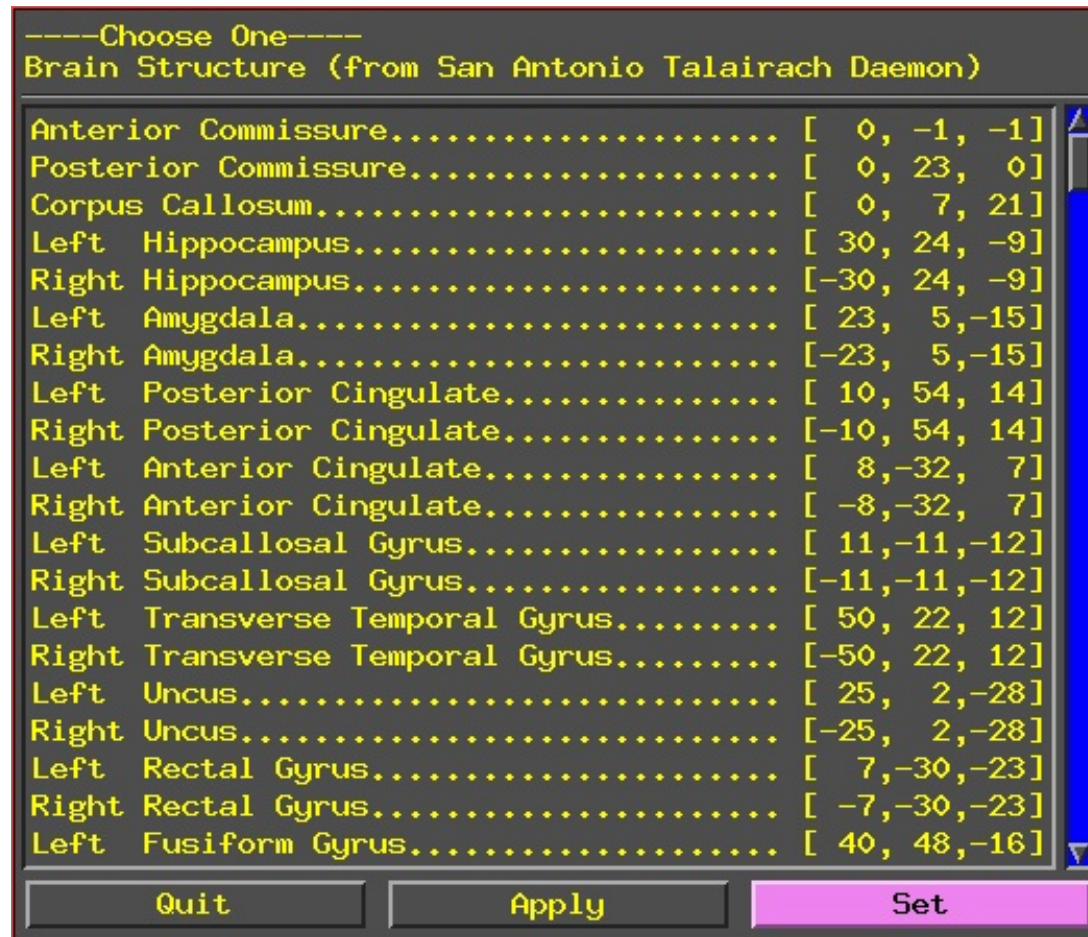 ----Choose One----
Brain Structure (from San Antonio Talairach Daemon)
Anterior Commissure..................... [  0, -1, -1]
Posterior Commissure.................... [  0, 23,  0]
Corpus Callosum......................... [  0,  7, 21]
Left  Hippocampus....................... [ 30, 24, -9]
Right Hippocampus....................... [-30, 24, -9]
Left  Amygdala.......................... [ 23,  5,-15]
Right Amygdala.......................... [-23,  5,-15]
Left  Posterior Cingulate............... [ 10, 54, 14]
Right Posterior Cingulate............... [-10, 54, 14]
Left  Anterior Cingulate................ [  8,-32,  7]
Right Anterior Cingulate................ [ -8,-32,  7]
Left  Subcallosal Gyrus................. [ 11,-11,-12]
Right Subcallosal Gyrus................. [-11,-11,-12]
Left  Transverse Temporal Gyrus......... [ 50, 22, 12]
Right Transverse Temporal Gyrus......... [-50, 22, 12]
Left  Uncus............................. [ 25,  2,-28]
Right Uncus............................. [-25,  2,-28]
Left  Rectal Gyrus...................... [  7,-30,-23]
Right Rectal Gyrus...................... [ -7,-30,-23]
Left  Fusiform Gyrus.................... [ 40, 48,-16]
Quit Apply Set